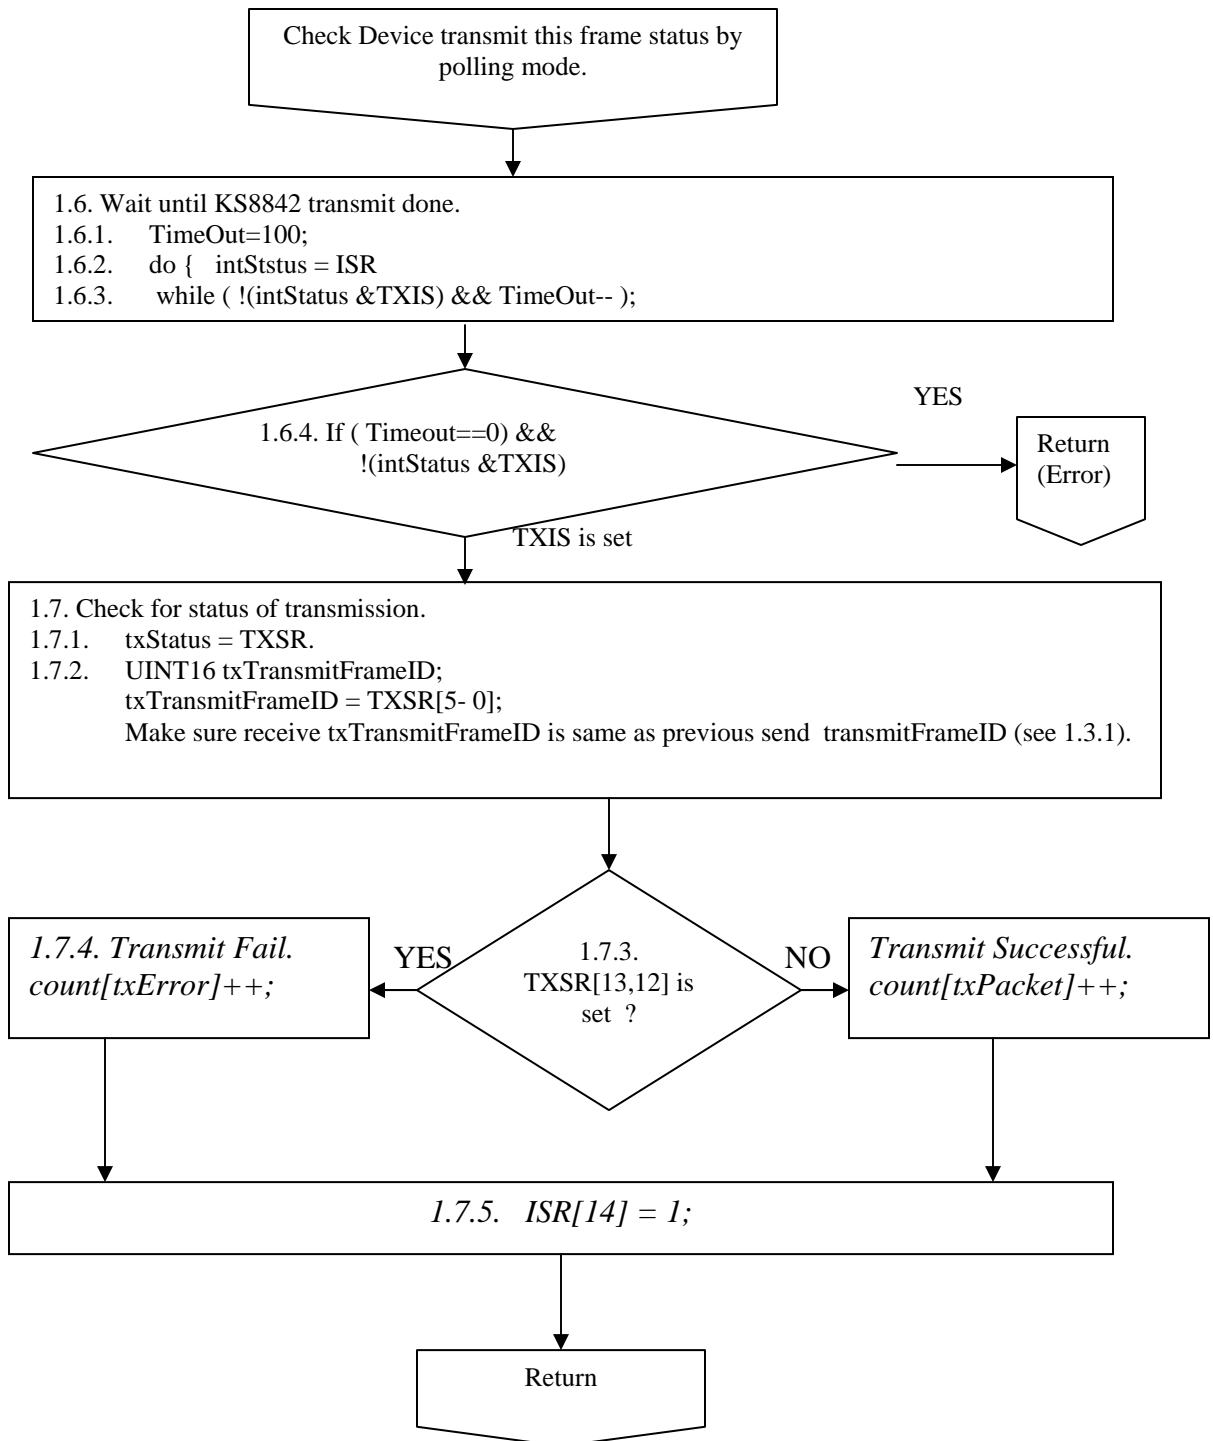 Check Device transmit this frame status by
polling mode.
1.6. Wait until KS8842 transmit done.
1.6.1. TimeOut=100;
1.6.2. do { intStstus = ISR
1.6.3. while ( !(intStatus &TXIS) && TimeOut-- );
YES
1.6.4. If ( Timeout==0) &&
!(intStatus &TXIS)
Return
(Error)
TXIS is set
1.7. Check for status of transmission.
1.7.1. txStatus = TXSR.
1.7.2. UINT16 txTransmitFrameID;
txTransmitFrameID = TXSR[5- 0];
Make sure receive txTransmitFrameID is same as previous send transmitFrameID (see 1.3.1).
1.7.4. Transmit Fail.
count[txError]++;
YES
1.7.3.
TXSR[13,12] is
set ?
NO
Transmit Successful.
count[txPacket]++;
1.7.5. ISR[14] = 1;
Return